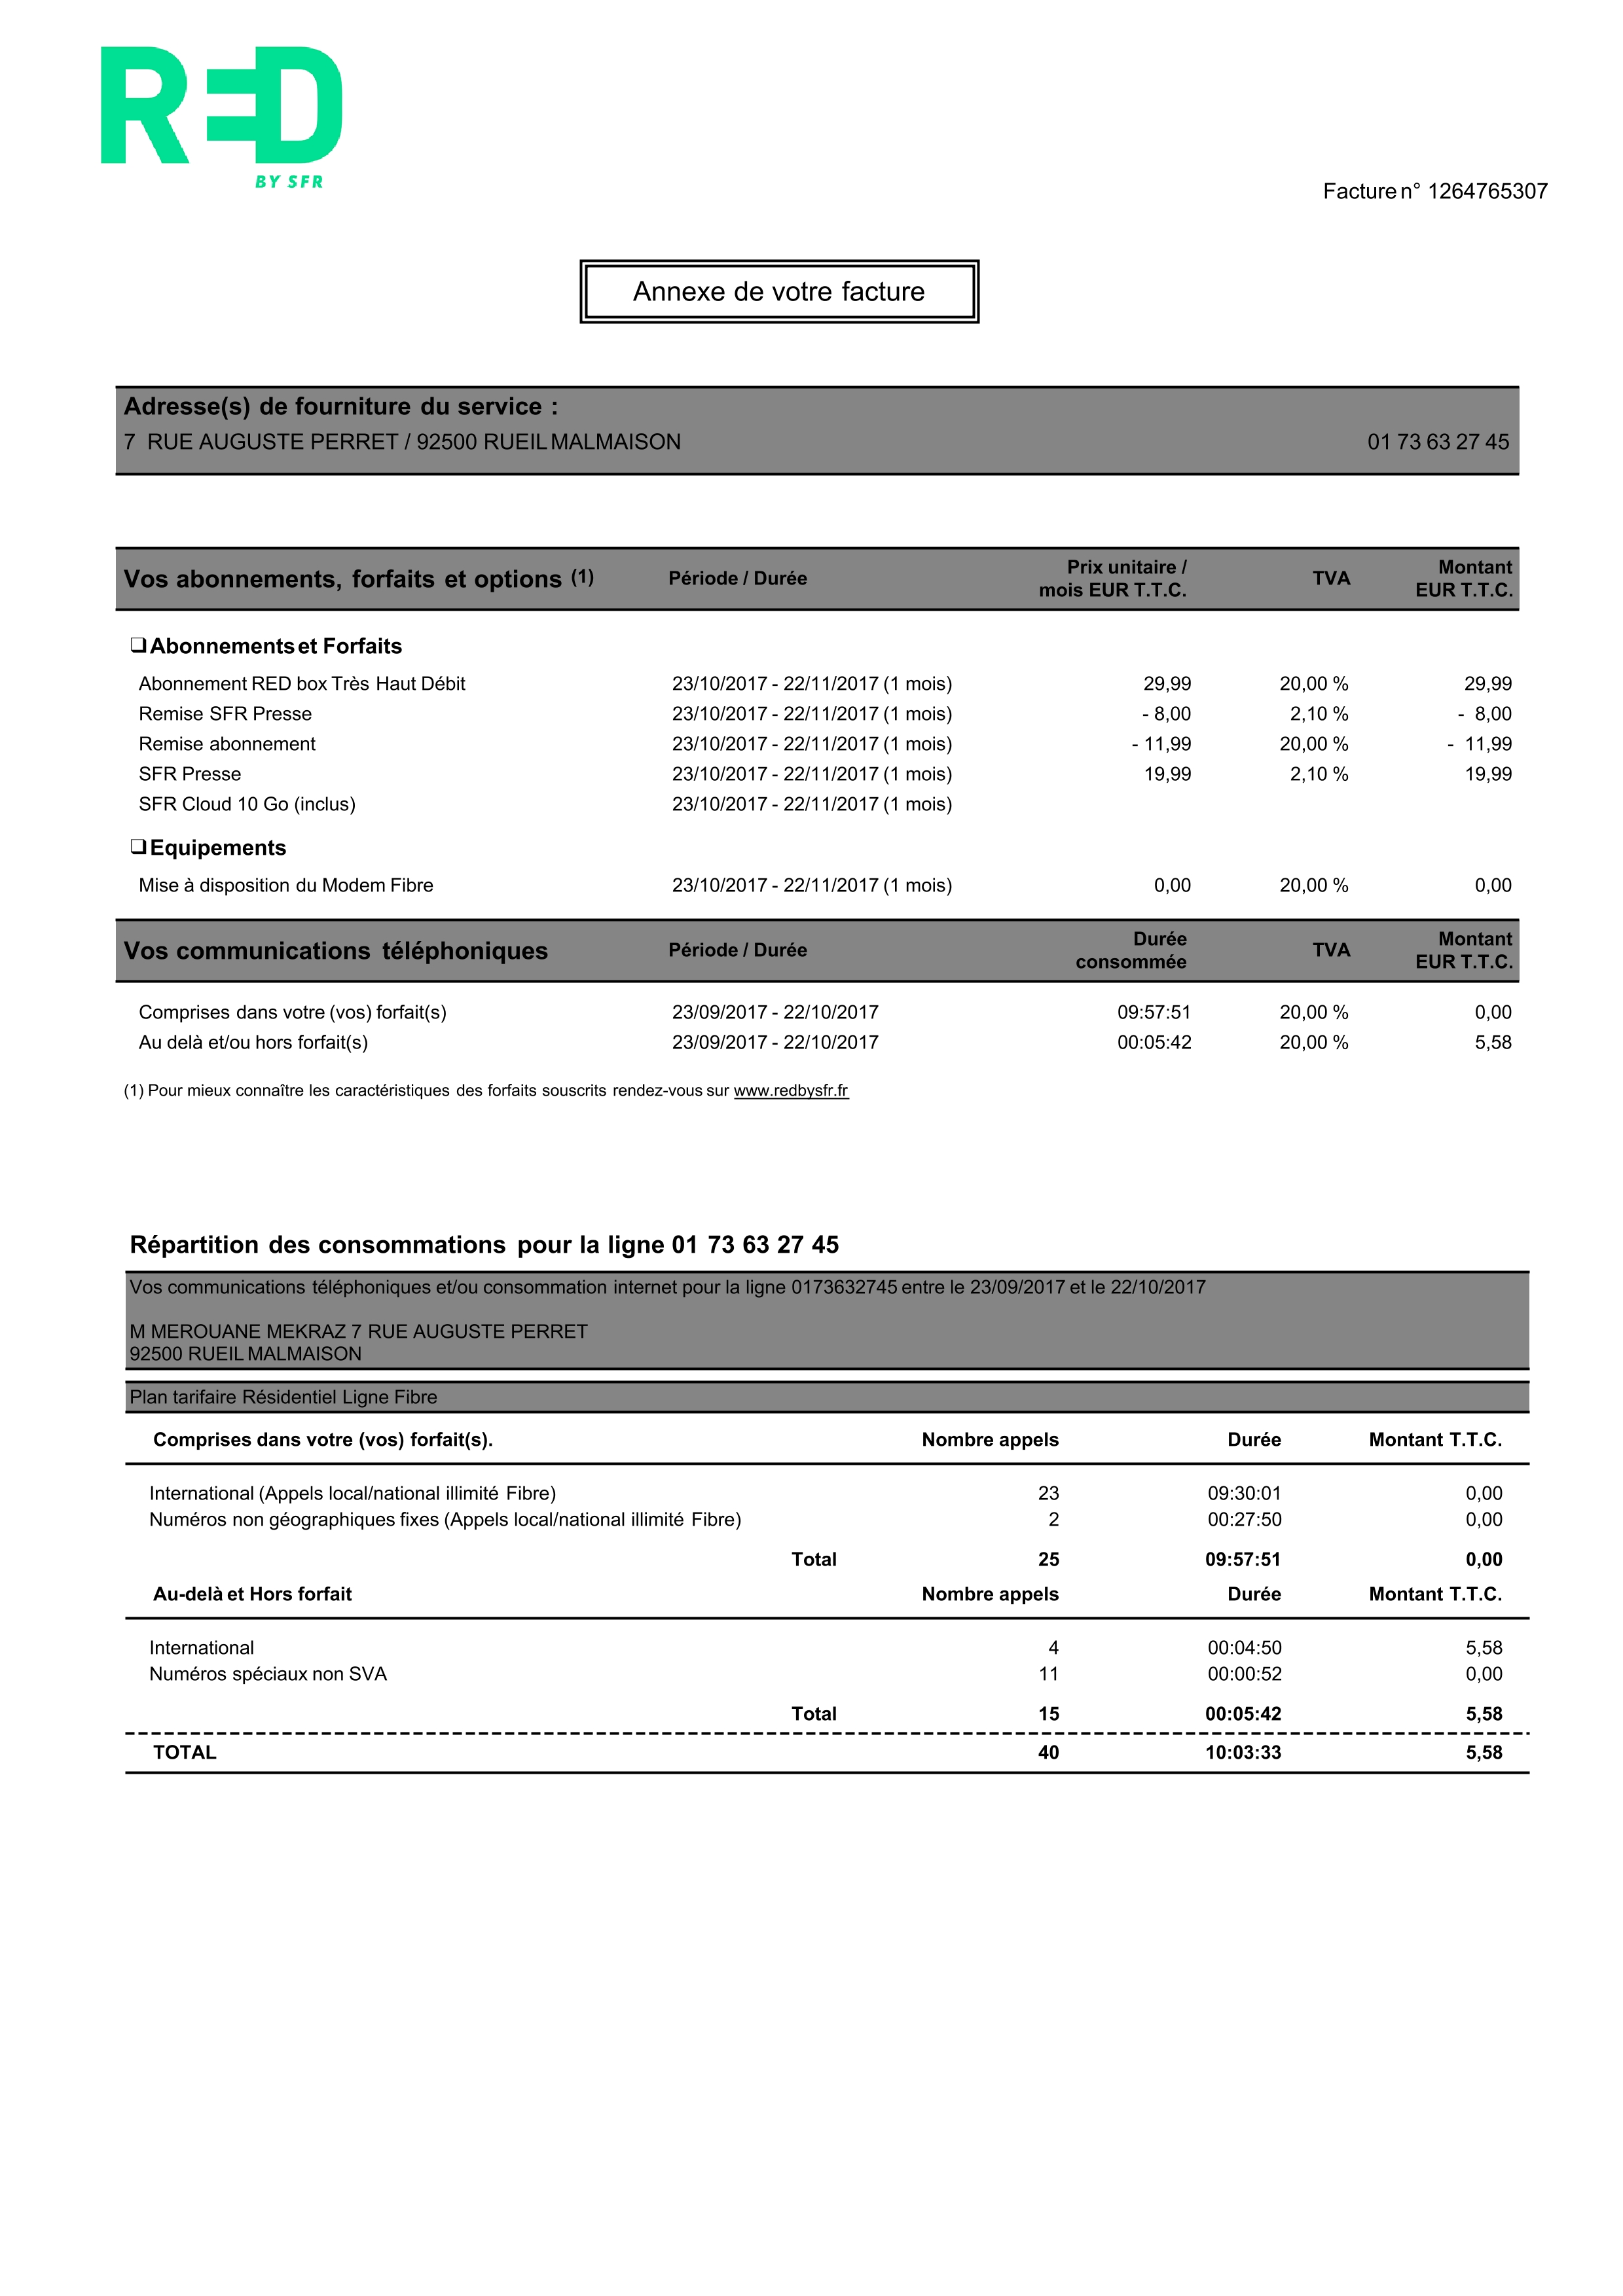 RED
BY SFR
Facture n° 1264765307
Annexe de votre facture
Adresse(s) de fourniture du service :
7 RUE AUGUSTE PERRET / 92500 RUEIL MALMAISON 01 73 63 27 45
Vos abonnements, forfaits et options (1) Période / Durée Prix unitaire / mois EUR T.T.C. TVA Montant EUR T.T.C.
❑ Abonnements et Forfaits
Abonnement RED box Très Haut Débit 23/10/2017 - 22/11/2017 (1 mois) 29,99 20,00 % 29,99
Remise SFR Presse 23/10/2017 - 22/11/2017 (1 mois) - 8,00 2,10 % - 8,00
Remise abonnement 23/10/2017 - 22/11/2017 (1 mois) - 11,99 20,00 % - 11,99
SFR Presse 23/10/2017 - 22/11/2017 (1 mois) 19,99 2,10 % 19,99
SFR Cloud 10 Go (inclus) 23/10/2017 - 22/11/2017 (1 mois)
❑ Equipements
Mise à disposition du Modem Fibre 23/10/2017 - 22/11/2017 (1 mois) 0,00 20,00 % 0,00
Vos communications téléphoniques Période / Durée Durée consommée TVA Montant EUR T.T.C.
Comprises dans votre (vos) forfait(s) 23/09/2017 - 22/10/2017 09:57:51 20,00 % 0,00
Au delà et/ou hors forfait(s) 23/09/2017 - 22/10/2017 00:05:42 20,00 % 5,58
(1) Pour mieux connaître les caractéristiques des forfaits souscrits rendez-vous sur www.redbysfr.fr
Répartition des consommations pour la ligne 01 73 63 27 45
Vos communications téléphoniques et/ou consommation internet pour la ligne 0173632745 entre le 23/09/2017 et le 22/10/2017
M MEROUANE MEKRAZ 7 RUE AUGUSTE PERRET
92500 RUEIL MALMAISON
Plan tarifaire Résidentiel Ligne Fibre
Comprises dans votre (vos) forfait(s). Nombre appels Durée Montant T.T.C.
International (Appels local/national illimité Fibre) 23 09:30:01 0,00
Numéros non géographiques fixes (Appels local/national illimité Fibre) 2 00:27:50 0,00
Total 25 09:57:51 0,00
Au-delà et Hors forfait Nombre appels Durée Montant T.T.C.
International 4 00:04:50 5,58
Numéros spéciaux non SVA 11 00:00:52 0,00
Total 15 00:05:42 5,58
TOTAL 40 10:03:33 5,58